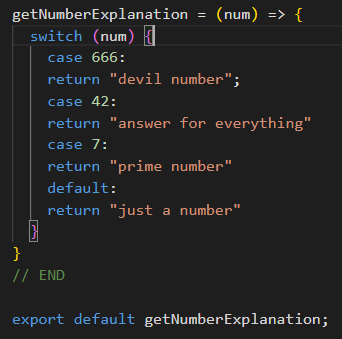 getNumberExplanation = (num) => {
  switch (num) {
    case 666:
    return "devil number";
    case 42:
    return "answer for everything"
    case 7:
    return "prime number"
    default:
    return "just a number"
  }
}
// END

export default getNumberExplanation;